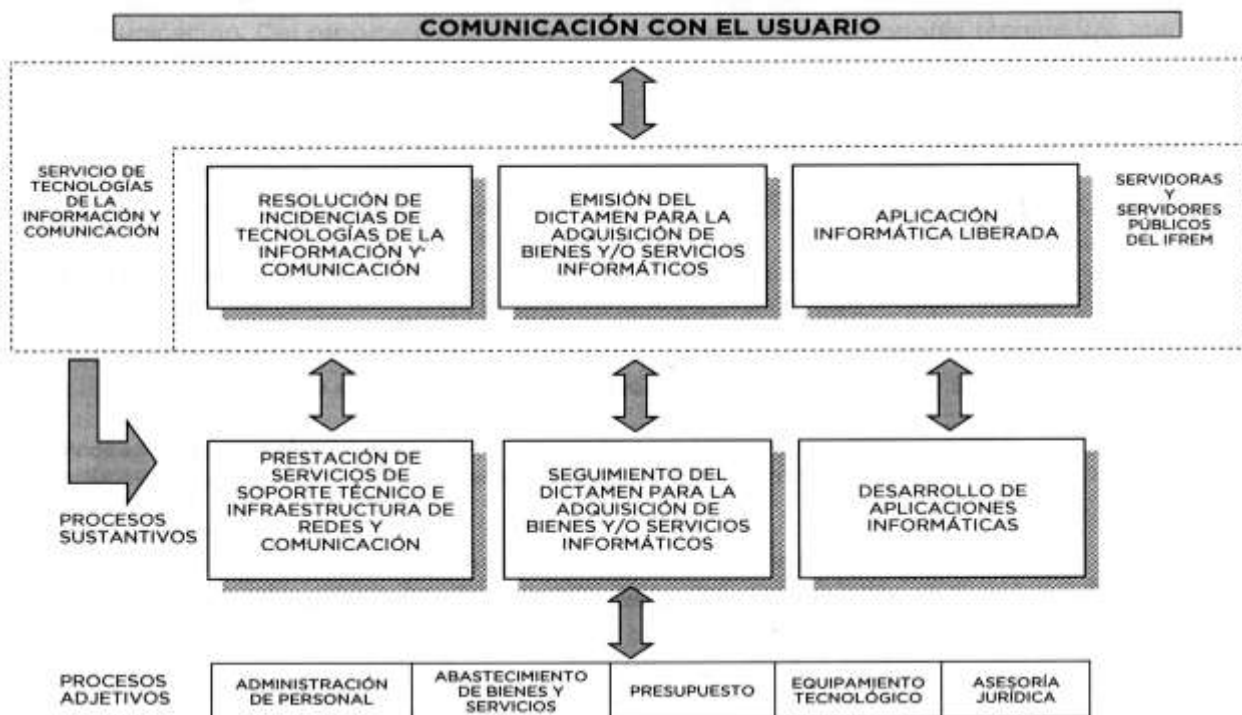 COMUNICACIÓN CON EL USUARIO
SERVICIO DE
TECNOLOGÍAS
DE LA
INFORMACIÓN Y
COMUNICACIÓN
RESOLUCIÓN DE
INCIDENCIAS DE
TECNOLOGÍAS DE LA
INFORMACIÓN Y
COMUNICACIÓN
EMISIÓN DEL
DICTAMEN PARA LA
ADQUISICIÓN DE
BIENES Y/O SERVICIOS
INFORMÁTICOS
APLICACIÓN
INFORMÁTICA LIBERADA
SERVIDORAS
Y
SERVIDORES
PÚBLICOS
DEL IFREM
PROCESOS
SUSTANTIVOS
PRESTACIÓN DE
SERVICIOS DE
SOPORTE TÉCNICO E
INFRAESTRUCTURA DE
REDES Y
COMUNICACIÓN
SEGUIMIENTO DEL
DICTAMEN PARA LA
ADQUISICIÓN DE
BIENES Y/O SERVICIOS
INFORMÁTICOS
DESARROLLO DE
APLICACIONES
INFORMÁTICAS
PROCESOS
ADJETIVOS
ADMINISTRACIÓN
DE PERSONAL
ABASTECIMIENTO
DE BIENES Y
SERVICIOS
PRESUPUESTO
EQUIPAMIENTO
TECNOLÓGICO
ASESORÍA
JURÍDICA